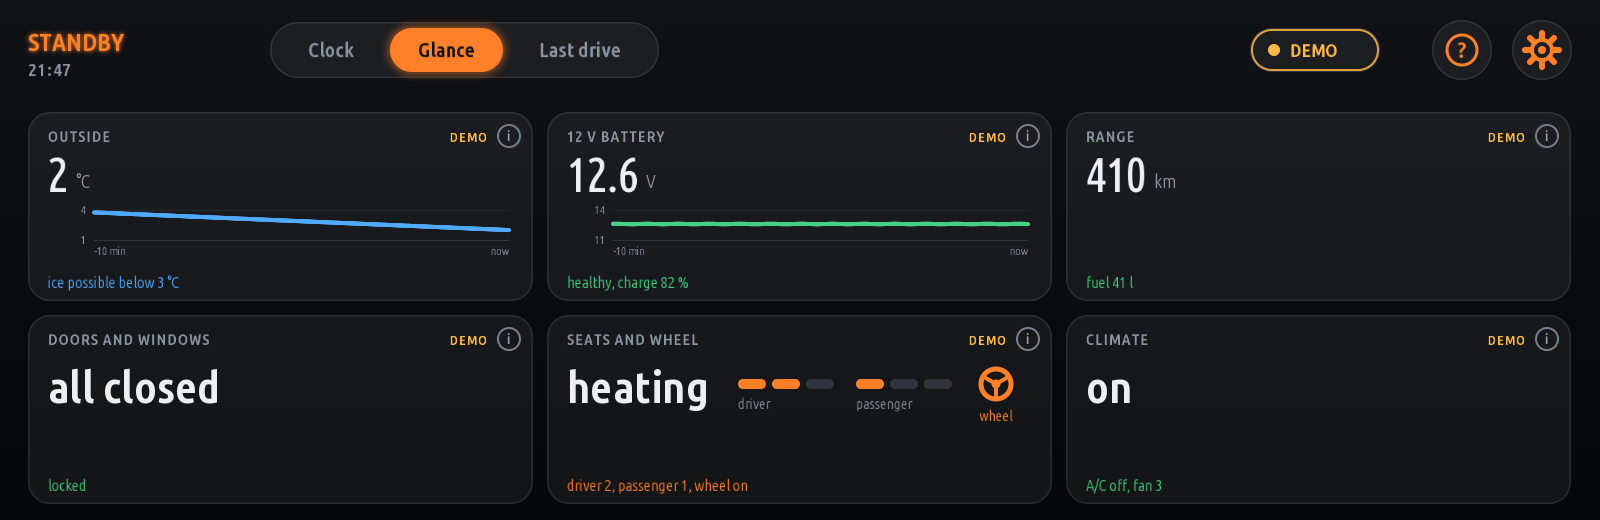 STANDBY
21:47
Clock Glance Last drive
DEMO
?
OUTSIDE DEMO i
2 °C
4
1
-10 min now
ice possible below 3 °C
12 V BATTERY DEMO i
12.6 V
14
11
-10 min now
healthy, charge 82 %
RANGE DEMO i
410 km
fuel 41 l
DOORS AND WINDOWS DEMO i
all closed
locked
SEATS AND WHEEL DEMO i
heating
driver passenger wheel
driver 2, passenger 1, wheel on
CLIMATE DEMO i
on
A/C off, fan 3